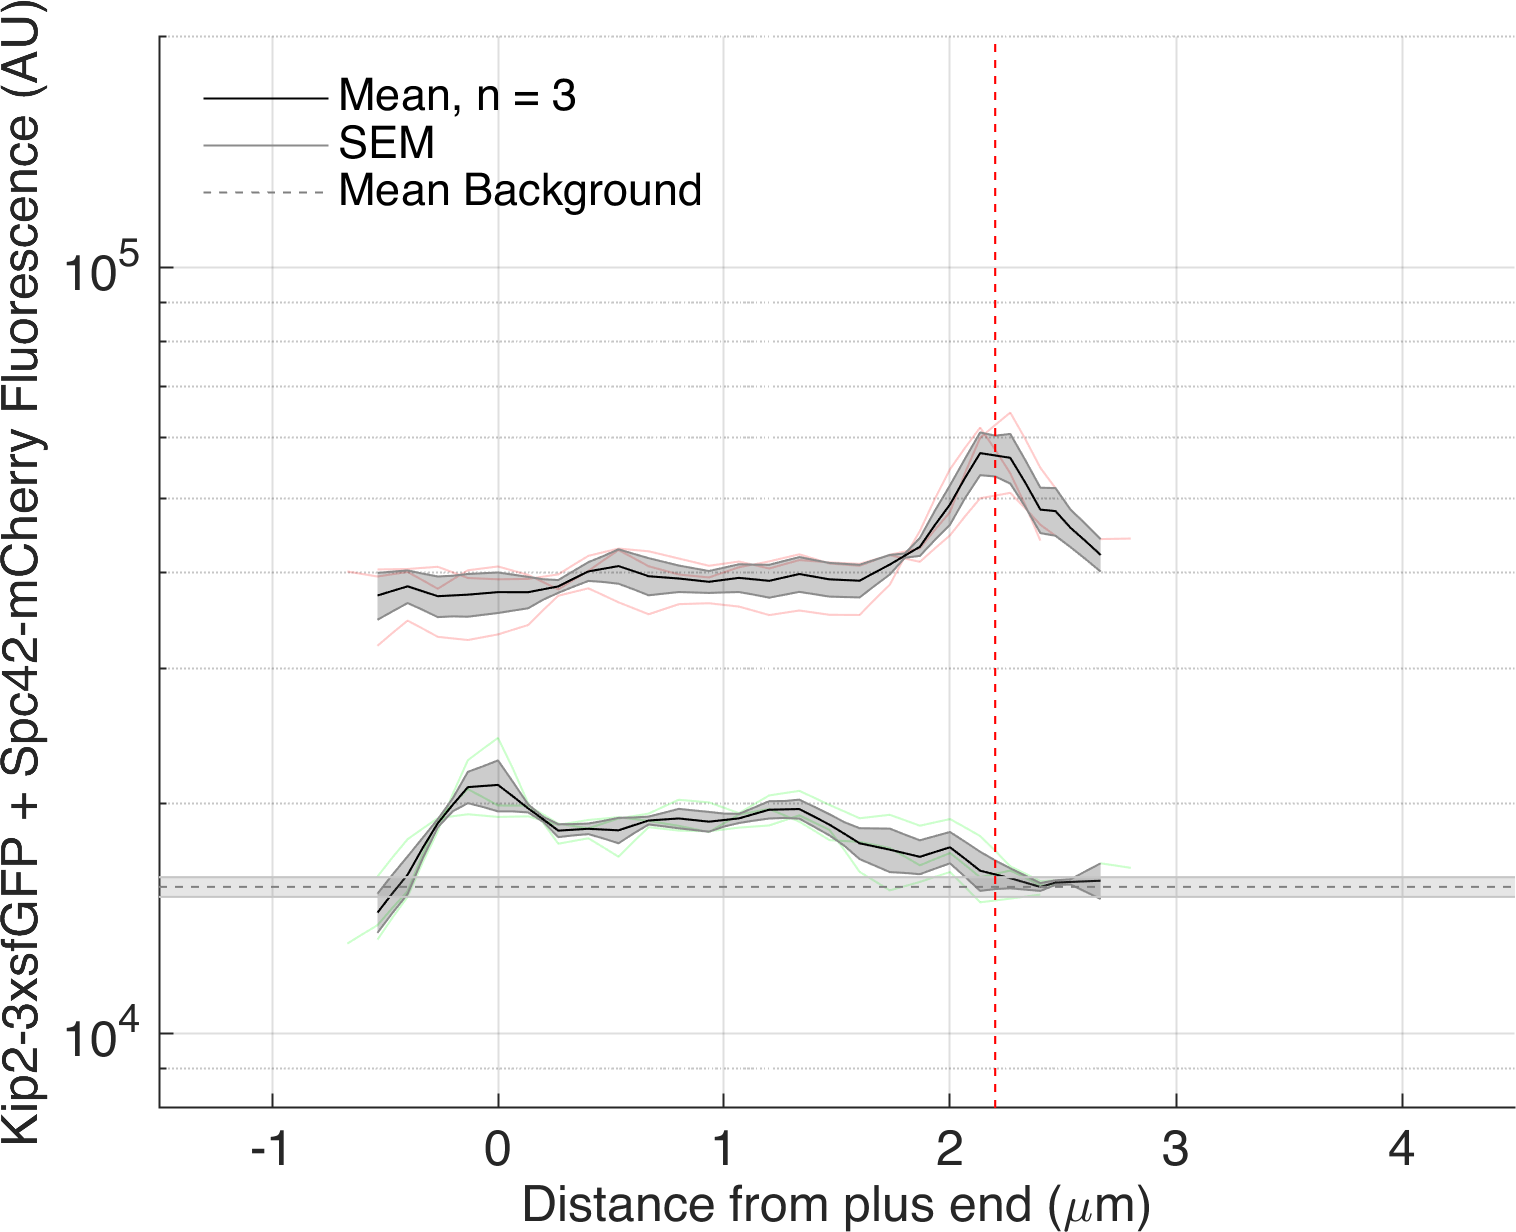 Kip2-3xsfGFP + Spc42-mCherry Fluorescence (AU)
Mean, n = 3
SEM
Mean Background
10^5
10^4
-1 0 1 2 3 4
Distance from plus end (μm)